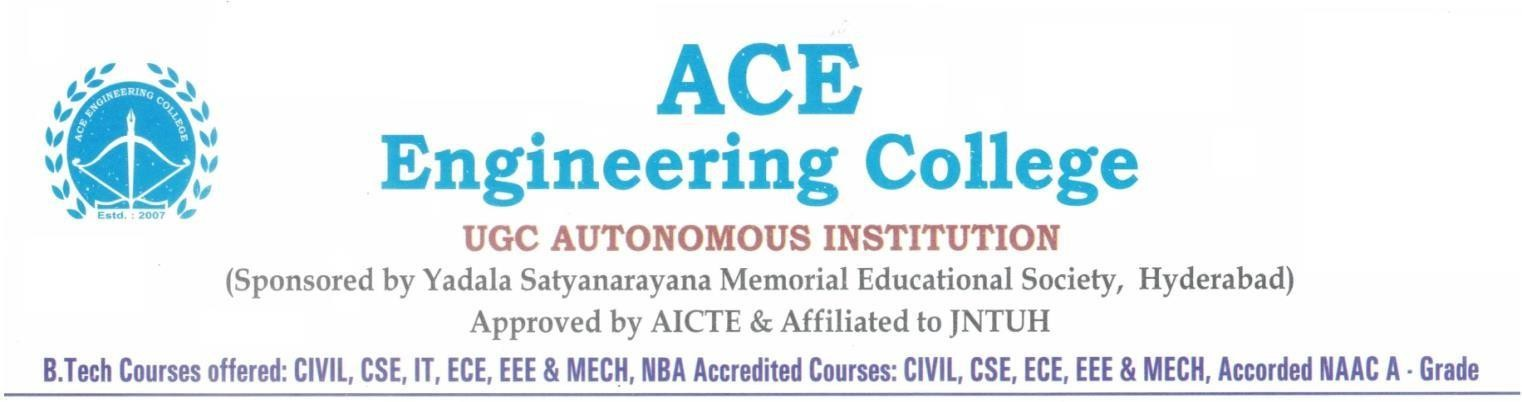 ACE
Engineering College
ACE ENGINEERING COLLEGE
Estd. : 2007
UGC AUTONOMOUS INSTITUTION
(Sponsored by Yadala Satyanarayana Memorial Educational Society, Hyderabad)
Approved by AICTE & Affiliated to JNTUH
B.Tech Courses offered: CIVIL, CSE, IT, ECE, EEE & MECH, NBA Accredited Courses: CIVIL, CSE, ECE, EEE & MECH, Accorded NAAC A - Grade